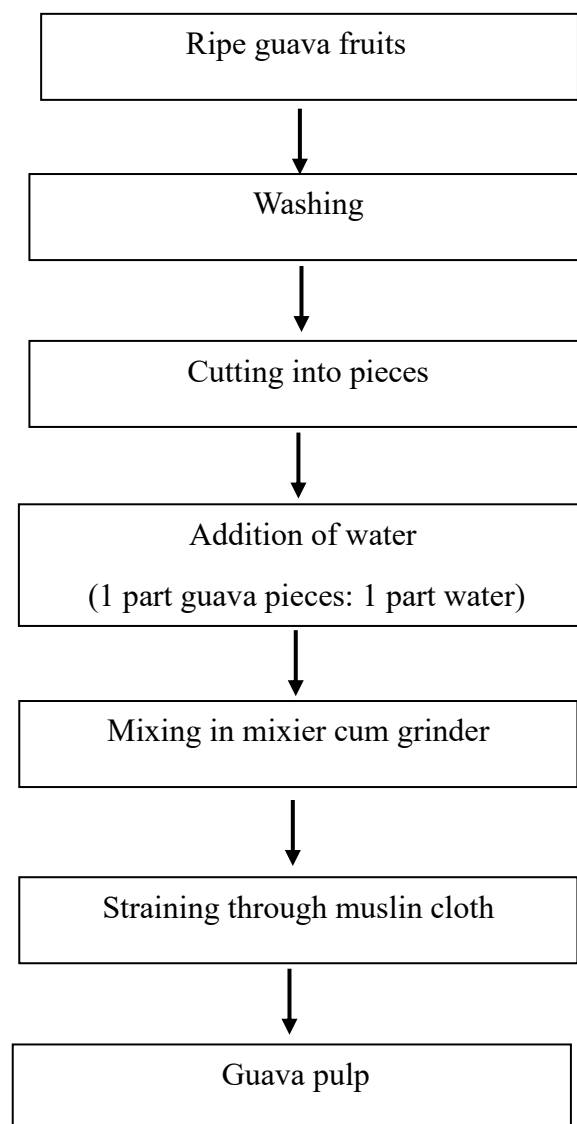 Ripe guava fruits
Washing
Cutting into pieces
Addition of water
(1 part guava pieces: 1 part water)
Mixing in mixier cum grinder
Straining through muslin cloth
Guava pulp